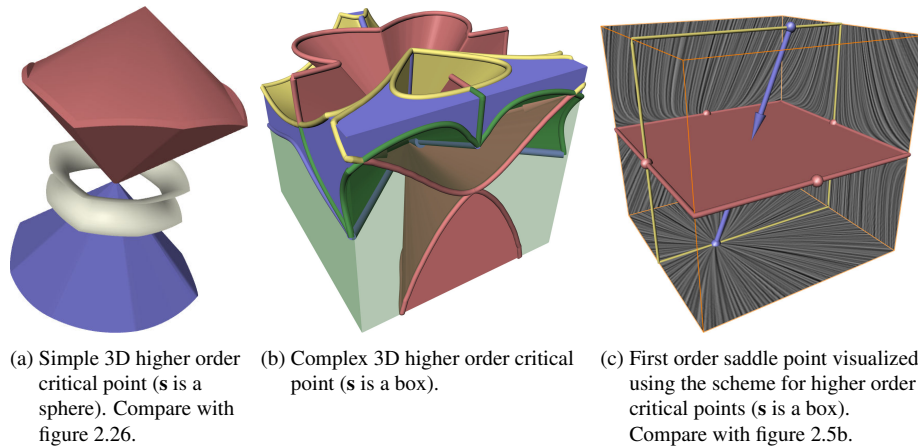 (a) Simple 3D higher order
critical point (s is a
sphere). Compare with
figure 2.26.
(b) Complex 3D higher order critical
point (s is a box).
(c) First order saddle point visualized
using the scheme for higher order
critical points (s is a box).
Compare with figure 2.5b.